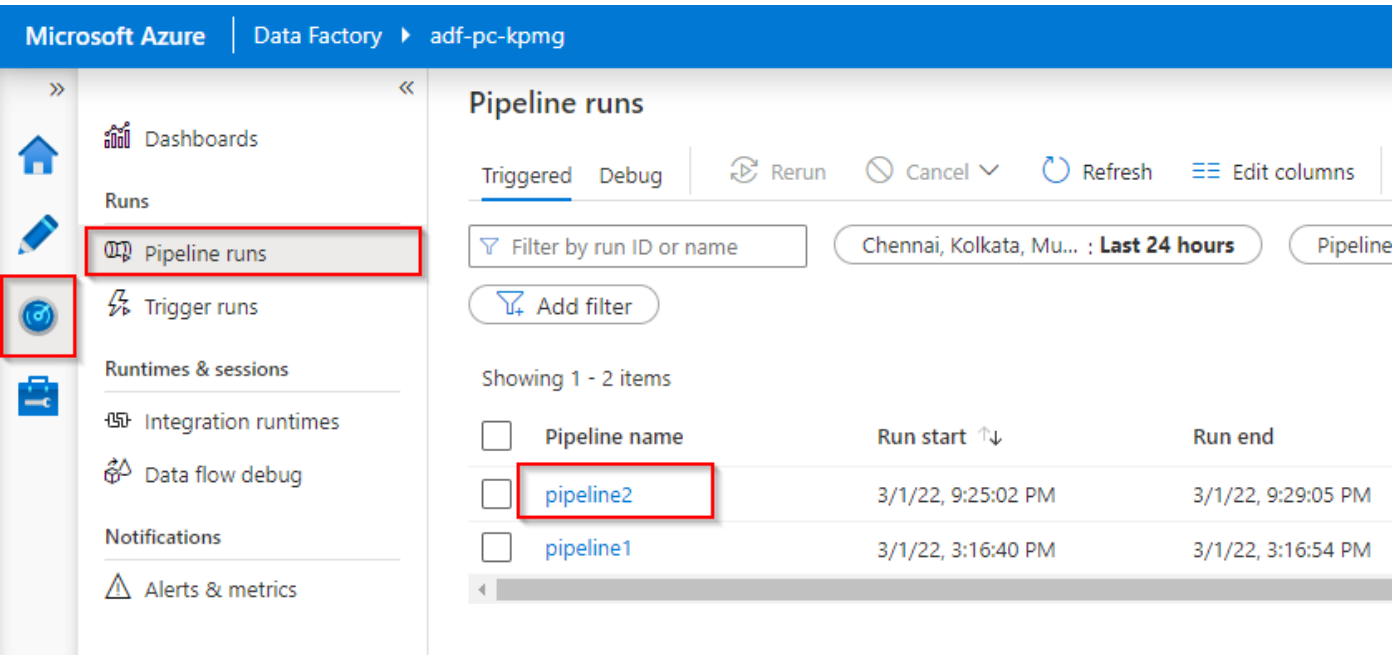 Microsoft Azure Data Factory adf-pc-kpmg
Dashboards
Runs
Pipeline runs
Trigger runs
Runtimes & sessions
Integration runtimes
Data flow debug
Notifications
Alerts & metrics
Pipeline runs
Triggered Debug Rerun Cancel Refresh Edit columns
Filter by run ID or name Chennai, Kolkata, Mu... : Last 24 hours Pipeline
Add filter
Showing 1 - 2 items
Pipeline name Run start Run end
pipeline2 3/1/22, 9:25:02 PM 3/1/22, 9:29:05 PM
pipeline1 3/1/22, 3:16:40 PM 3/1/22, 3:16:54 PM